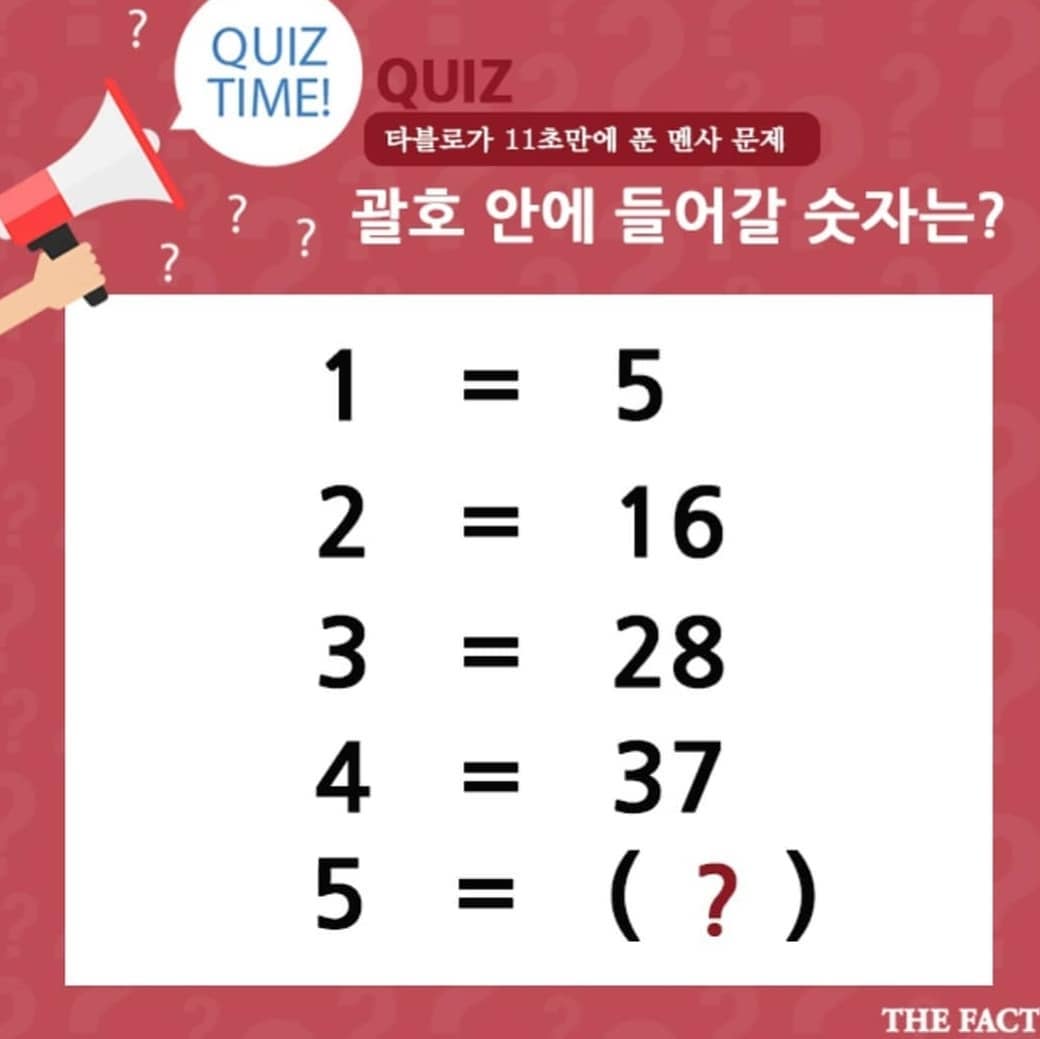 QUIZ
TIME!
QUIZ
타블로가 11초만에 푼 멘사 문제
괄호 안에 들어갈 숫자는?
1 = 5
2 = 16
3 = 28
4 = 37
5 = ( ? )
THE FACT